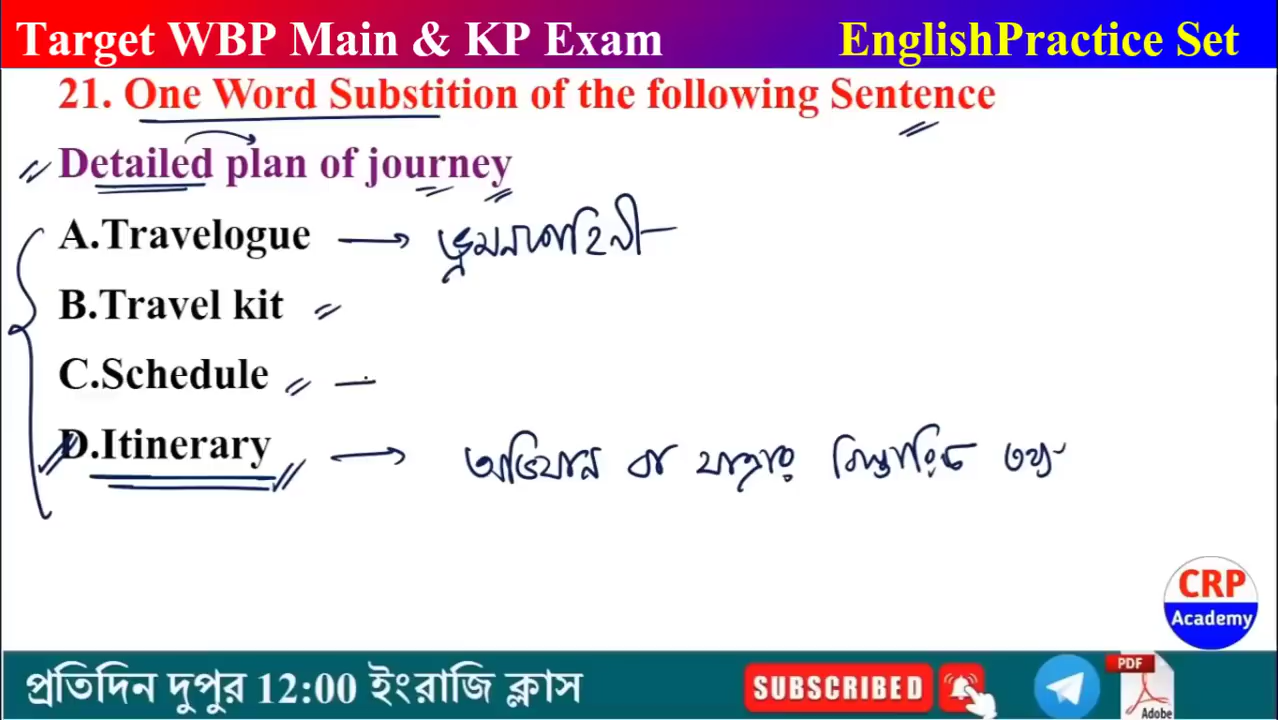 Target WBP Main & KP Exam
EnglishPractice Set
21. One Word Substition of the following Sentence
Detailed plan of journey
A.Travelogue → ভ্রমনকাহিনী
B.Travel kit
C.Schedule –
D.Itinerary → অভিযান বা যাত্রার বিস্তারিত তথ্য
CRP
Academy
প্রতিদিন দুপুর 12:00 ইংরাজি ক্লাস
SUBSCRIBED
PDF
Adobe